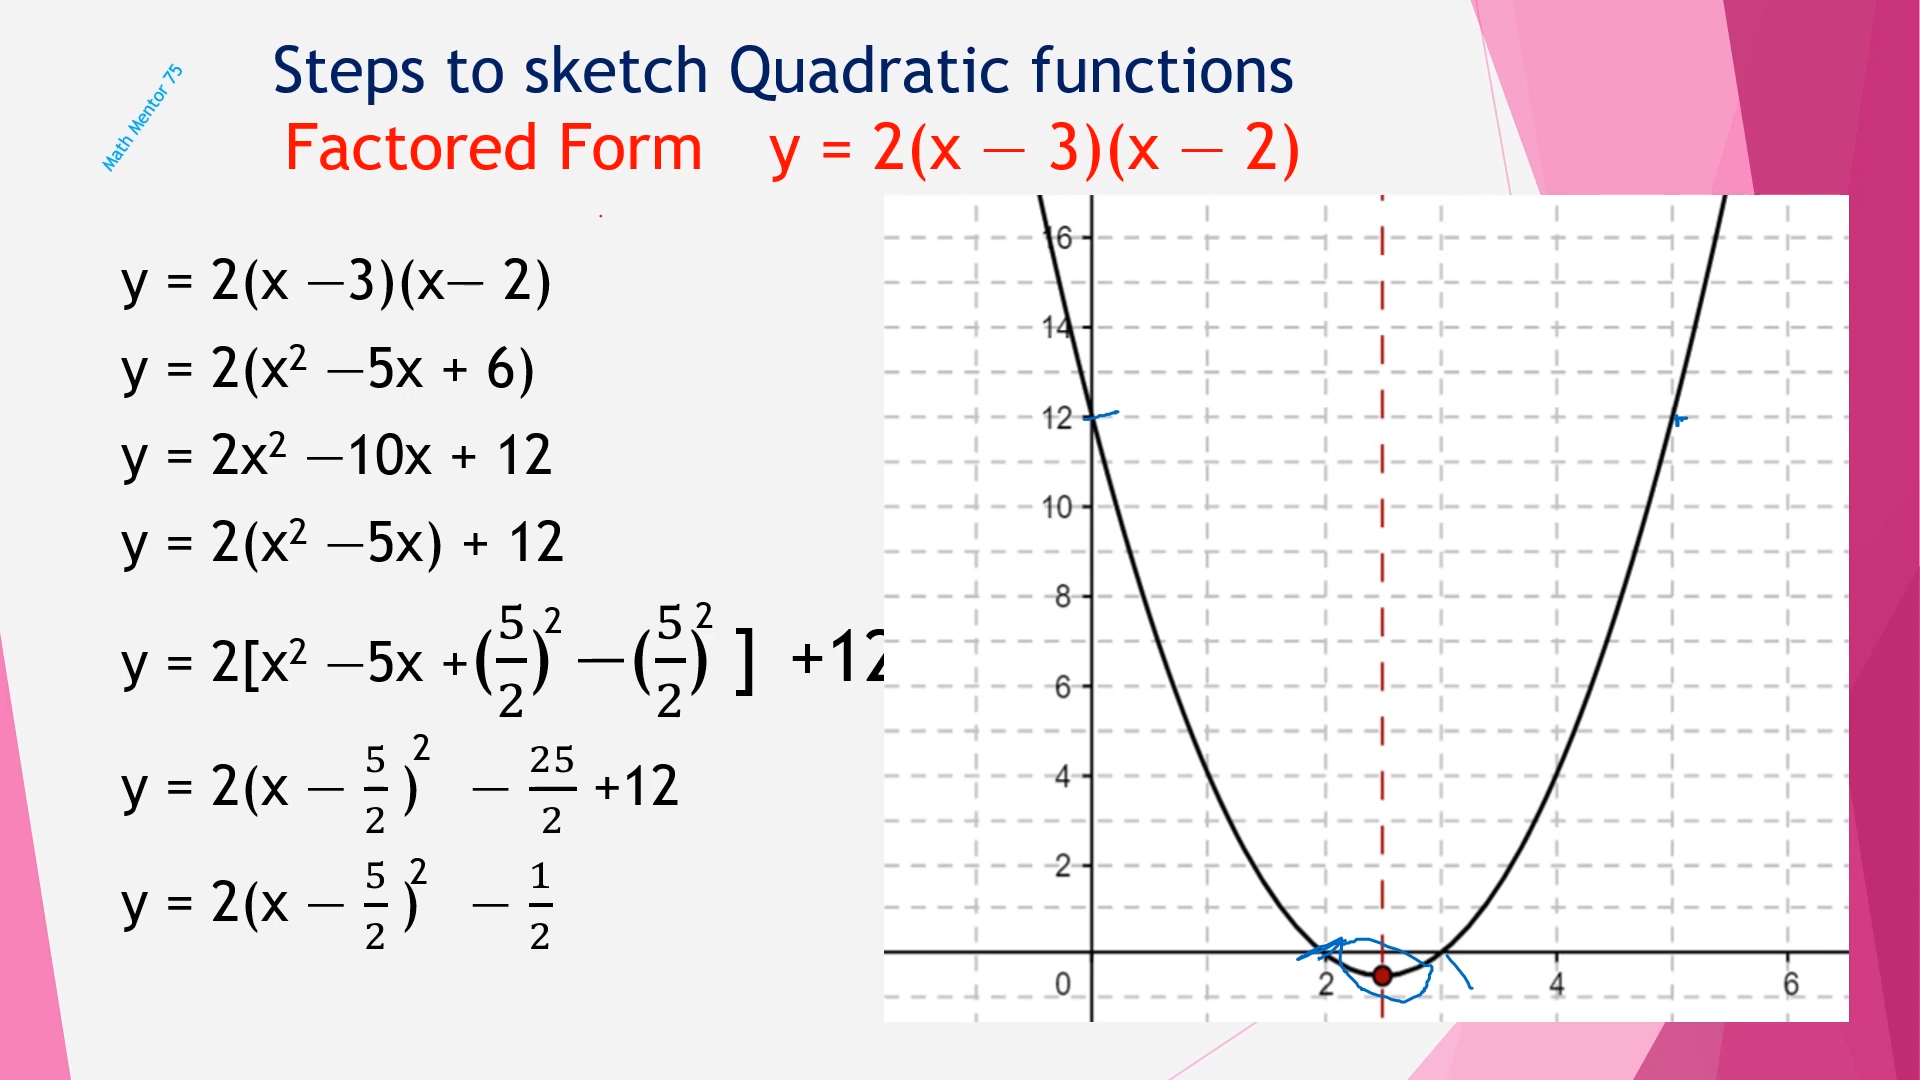 Math Mentor 75
Steps to sketch Quadratic functions
Factored Form y = 2(x — 3)(x — 2)
y = 2(x —3)(x— 2)
y = 2(x² —5x + 6)
y = 2x² —10x + 12
y = 2(x² —5x) + 12
y = 2[x² —5x +(5/2)² —(5/2)² ] +12
y = 2(x — 5/2 )² — 25/2 +12
y = 2(x — 5/2 )² — 1/2
16
14
12
10
8
6
4
2
0 2 4 6